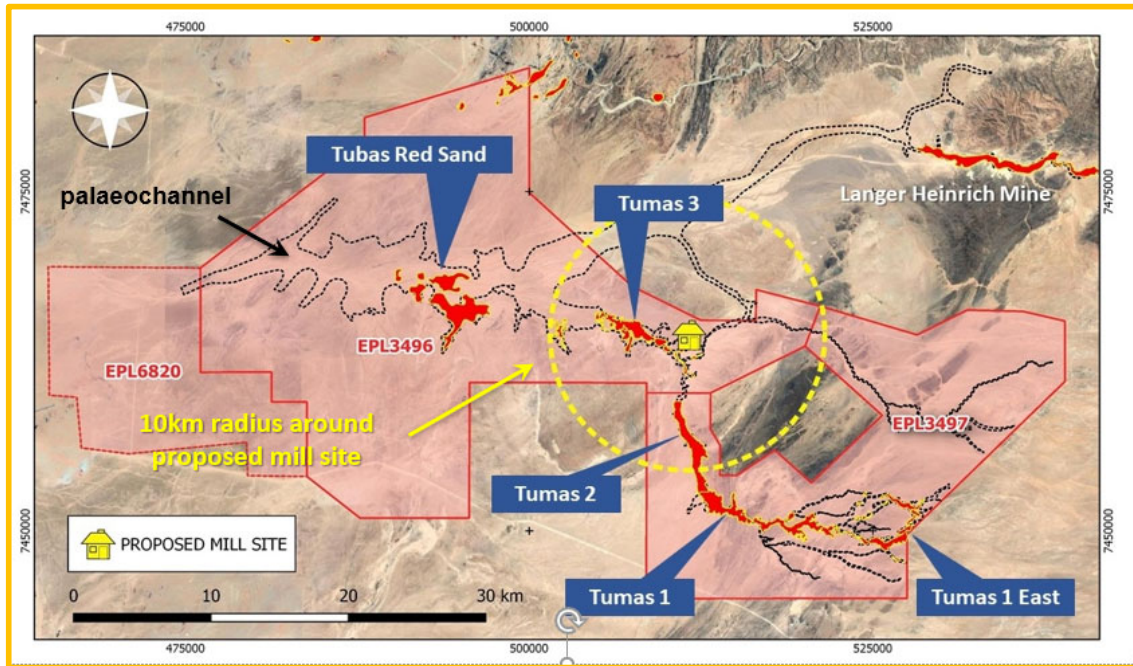 475000
500000
525000
Tubas Red Sand
palaeochannel
7475000
Tumas 3
Langer Heinrich Mine
7475000
EPL3496
EPL6820
10km radius around
proposed mill site
EPL3497
Tumas 2
7450000
PROPOSED MILL SITE
7450000
Tumas 1
Tumas 1 East
0
10
20
30 km
475000
500000
525000